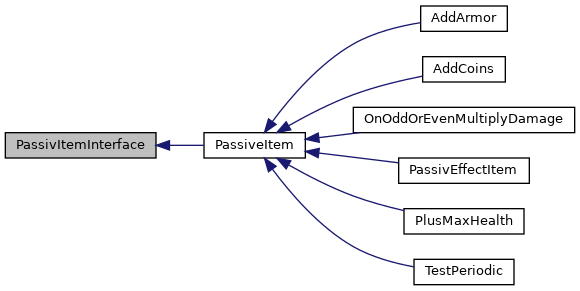 AddArmor
AddCoins
OnOddOrEvenMultiplyDamage
PassivItemInterface
PassiveItem
PassivEffectItem
PlusMaxHealth
TestPeriodic